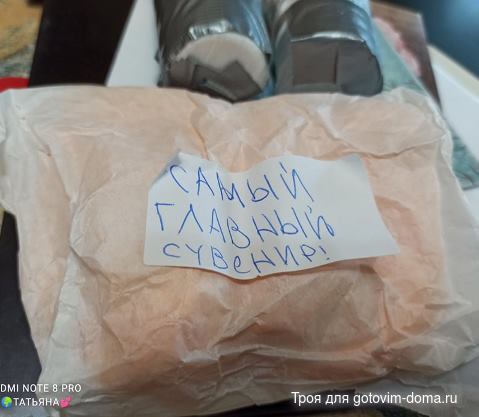 САМЫЙ
ГЛАВНЫЙ
СУВЕНИР!
DMI NOTE 8 PRO
ТАТЬЯНА
Троя для gotovim-doma.ru